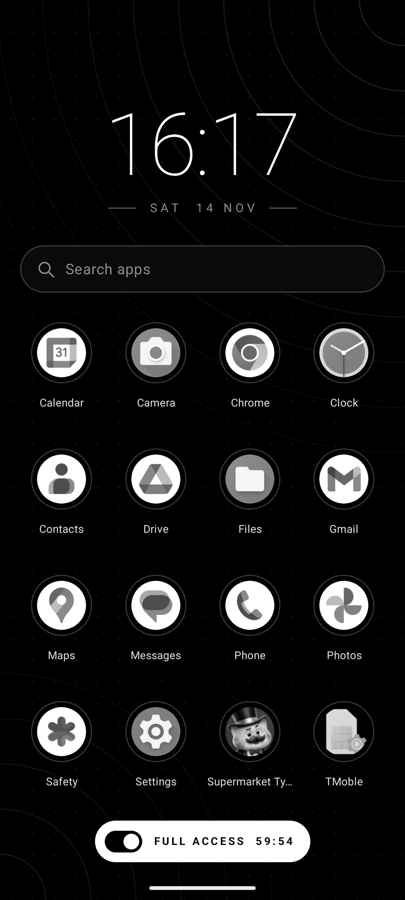 16:17
SAT 14 NOV
Search apps
31
Calendar Camera Chrome Clock
Contacts Drive Files Gmail
Maps Messages Phone Photos
Safety Settings Supermarket Ty... TMoble
FULL ACCESS 59:54